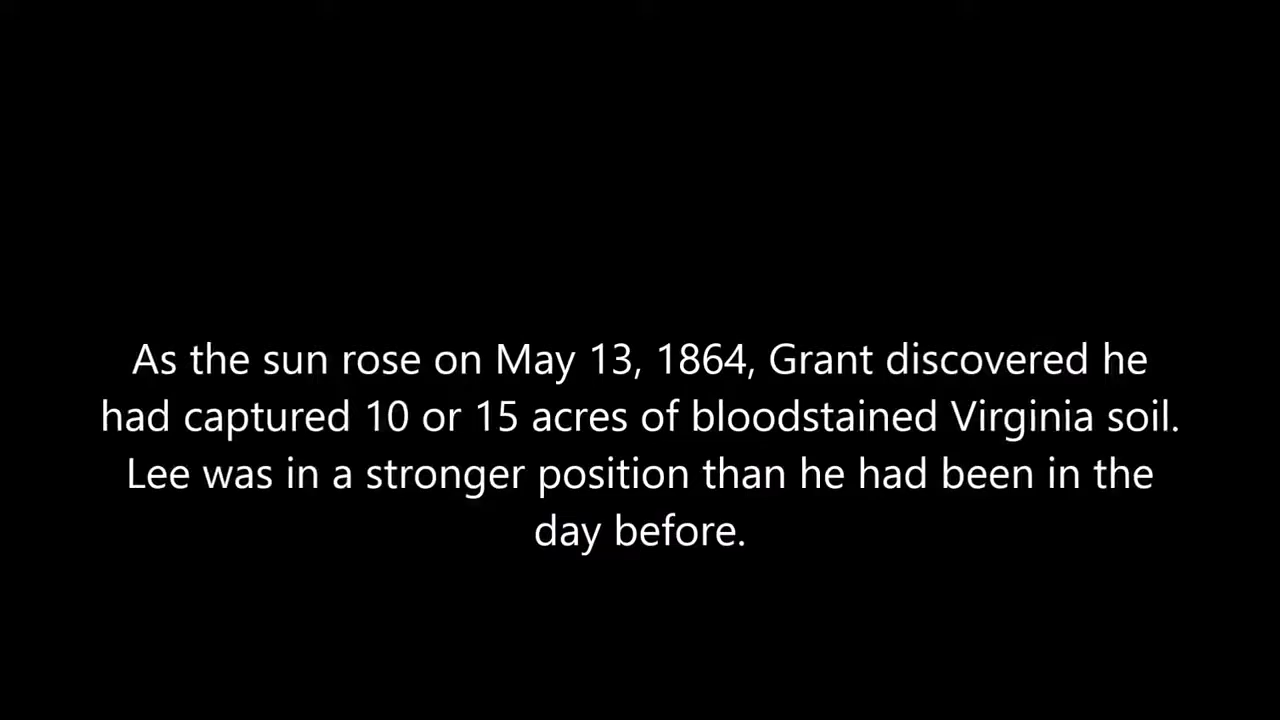 As the sun rose on May 13, 1864, Grant discovered he
had captured 10 or 15 acres of bloodstained Virginia soil.
Lee was in a stronger position than he had been in the
day before.